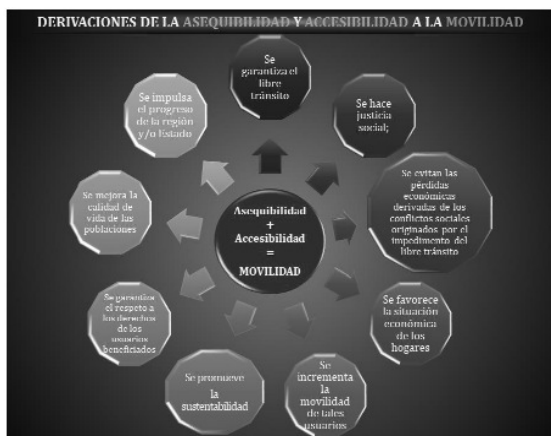 DERIVACIONES DE LA ASEQUIBILIDAD Y ACCESIBILIDAD A LA MOVILIDAD
Se
garantiza el
libre
tránsito
Se hace
justicia
social;
Se evitan las
pérdidas
económicas
derivadas de los
conflictos sociales
originados por el
impedimento del
libre tránsito
Se favorece
la situación
económica
de los
hogares
Se
incrementa
la
movilidad
de tales
usuarios
Se promueve
la
sustentabilidad
Se garantiza
el respeto a
los derechos
de los
usuarios
beneficiados
Se mejora la
calidad de
vida de las
poblaciones
Se impulsa
el progreso
de la región
y/o Estado
Asequibilidad
+
Accesibilidad
=
MOVILIDAD